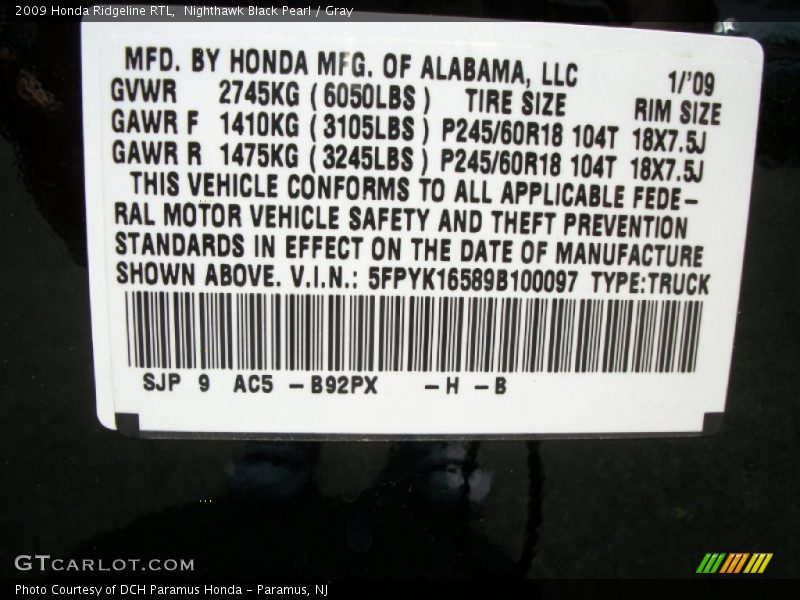 2009 Honda Ridgeline RTL, Nighthawk Black Pearl / Gray
MFD. BY HONDA MFG. OF ALABAMA, LLC 1/'09
GVWR 2745KG (6050LBS) TIRE SIZE RIM SIZE
GAWR F 1410KG (3105LBS) P245/60R18 104T 18X7.5J
GAWR R 1475KG (3245LBS) P245/60R18 104T 18X7.5J
THIS VEHICLE CONFORMS TO ALL APPLICABLE FEDE-
RAL MOTOR VEHICLE SAFETY AND THEFT PREVENTION
STANDARDS IN EFFECT ON THE DATE OF MANUFACTURE
SHOWN ABOVE. V.I.N.: 5FPYK16589B100097 TYPE:TRUCK
SJP 9 AC5 -B92PX -H -B
GTCARLOT.COM
Photo Courtesy of DCH Paramus Honda - Paramus, NJ